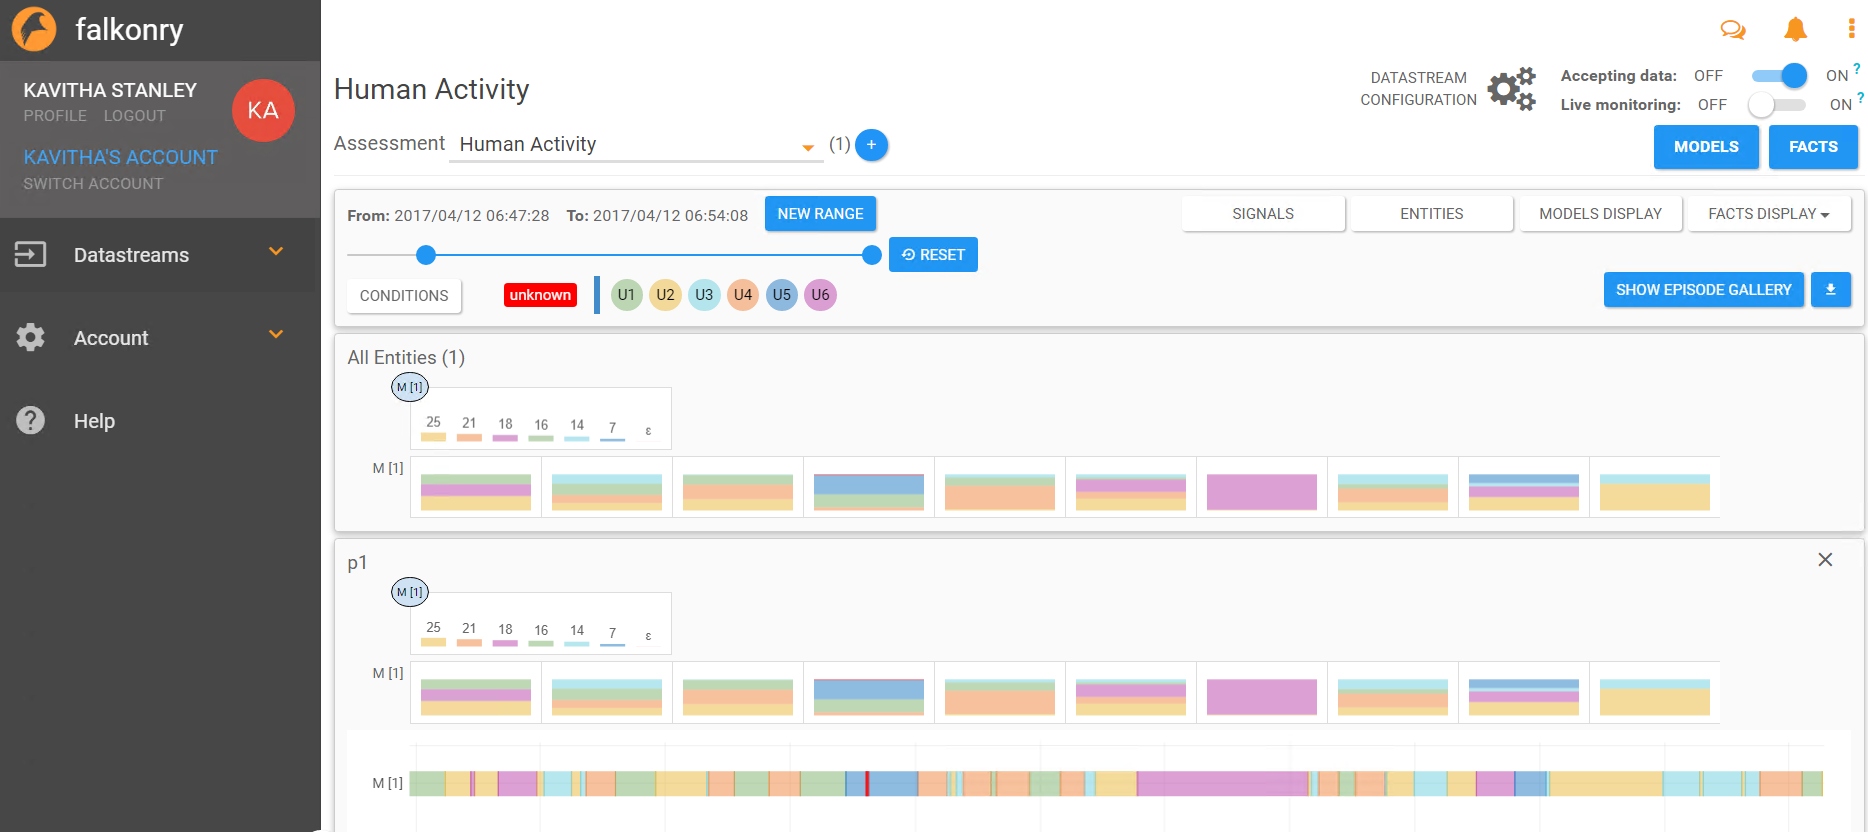 falkonry
KAVITHA STANLEY
PROFILE LOGOUT
KA
KAVITHA'S ACCOUNT
SWITCH ACCOUNT
Datastreams
Account
Help
Human Activity
DATASTREAM
CONFIGURATION
Accepting data: OFF ON ?
Live monitoring: OFF ON ?
Assessment Human Activity (1) +
MODELS FACTS
From: 2017/04/12 06:47:28 To: 2017/04/12 06:54:08 NEW RANGE
SIGNALS ENTITIES MODELS DISPLAY FACTS DISPLAY
RESET
CONDITIONS unknown U1 U2 U3 U4 U5 U6
SHOW EPISODE GALLERY
All Entities (1)
M [1]
25 21 18 16 14 7 ε
M [1]
p1
M [1]
25 21 18 16 14 7 ε
M [1]
M [1]